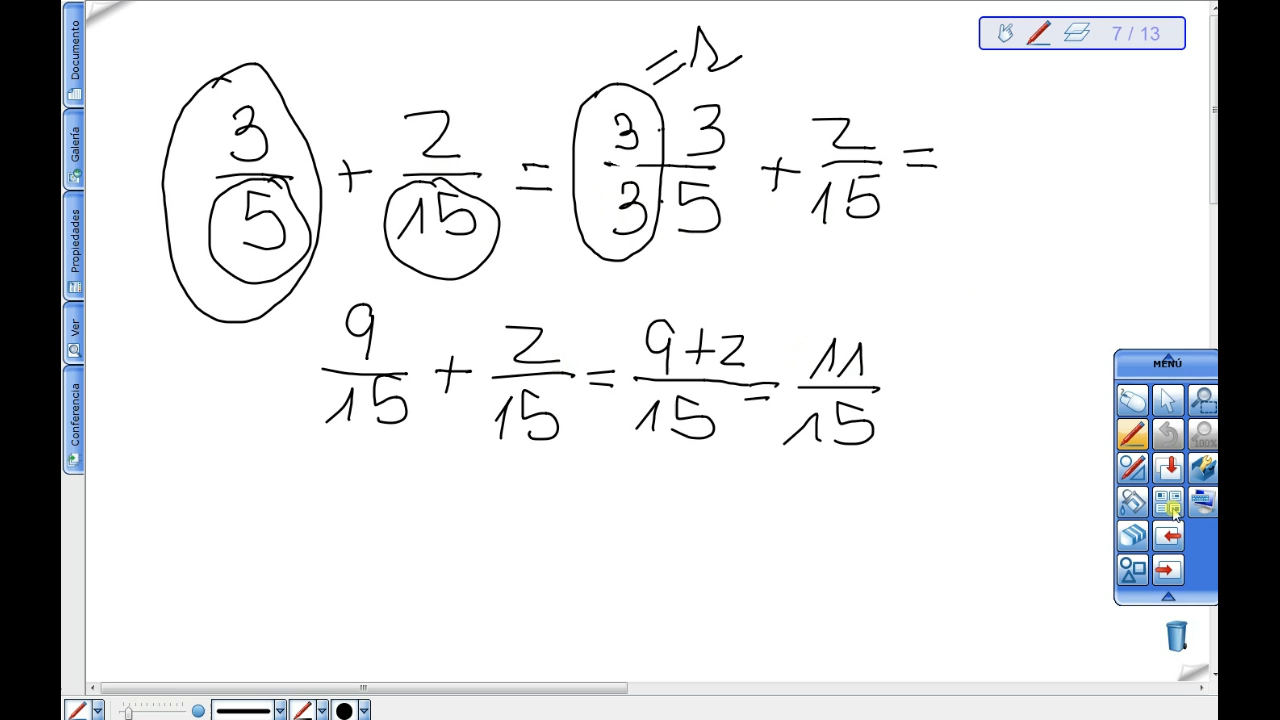 Documento
Galería
Propiedades
Ver
Conferencia
7 / 13
3/5 + 2/15 = 3/3 · 3/5 + 2/15 =
9/15 + 2/15 = 9+2/15 = 11/15
MENÚ
100%